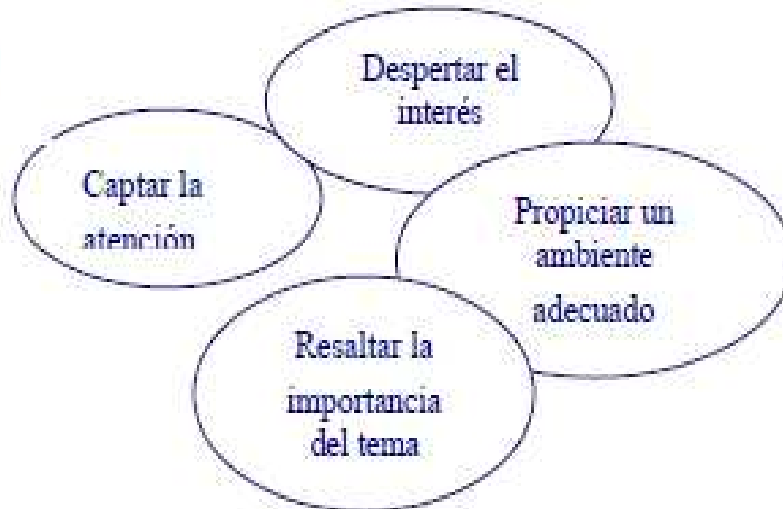 Despertar el
interés
Captar la
atención
Propiciar un
ambiente
adecuado
Resaltar la
importancia
del tema